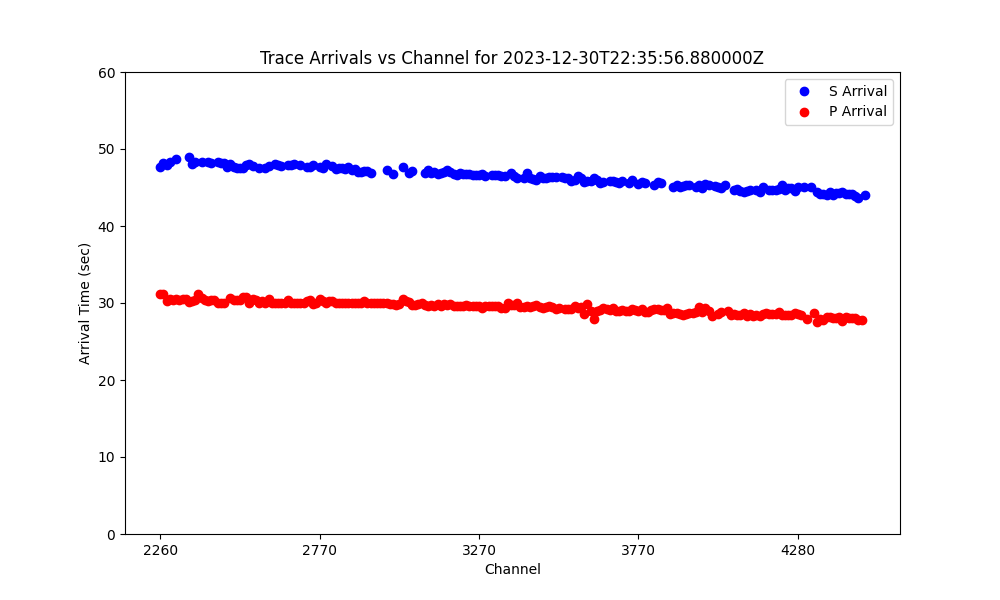 Trace Arrivals vs Channel for 2023-12-30T22:35:56.880000Z
S Arrival
P Arrival
60
50
40
30
20
10
0
Arrival Time (sec)
2260 2770 3270 3770 4280
Channel